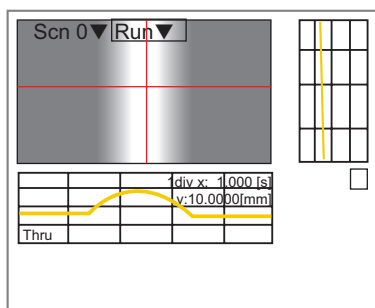 Scn 0▼ Run▼
1div x: 1.000 [s]
y:10.0000[mm]
Thru